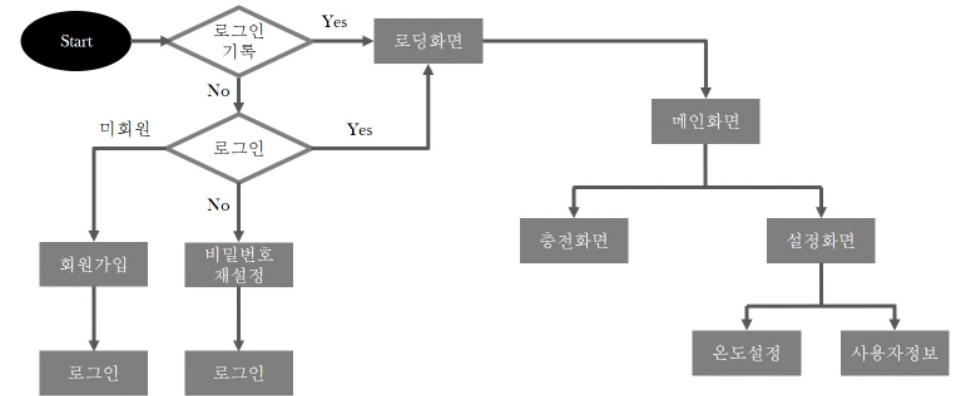 Start
로그인
기록
Yes
로딩화면
No
메인화면
미회원
로그인
Yes
No
충전화면
설정화면
회원가입
비밀번호
재설정
온도설정
사용자정보
로그인
로그인